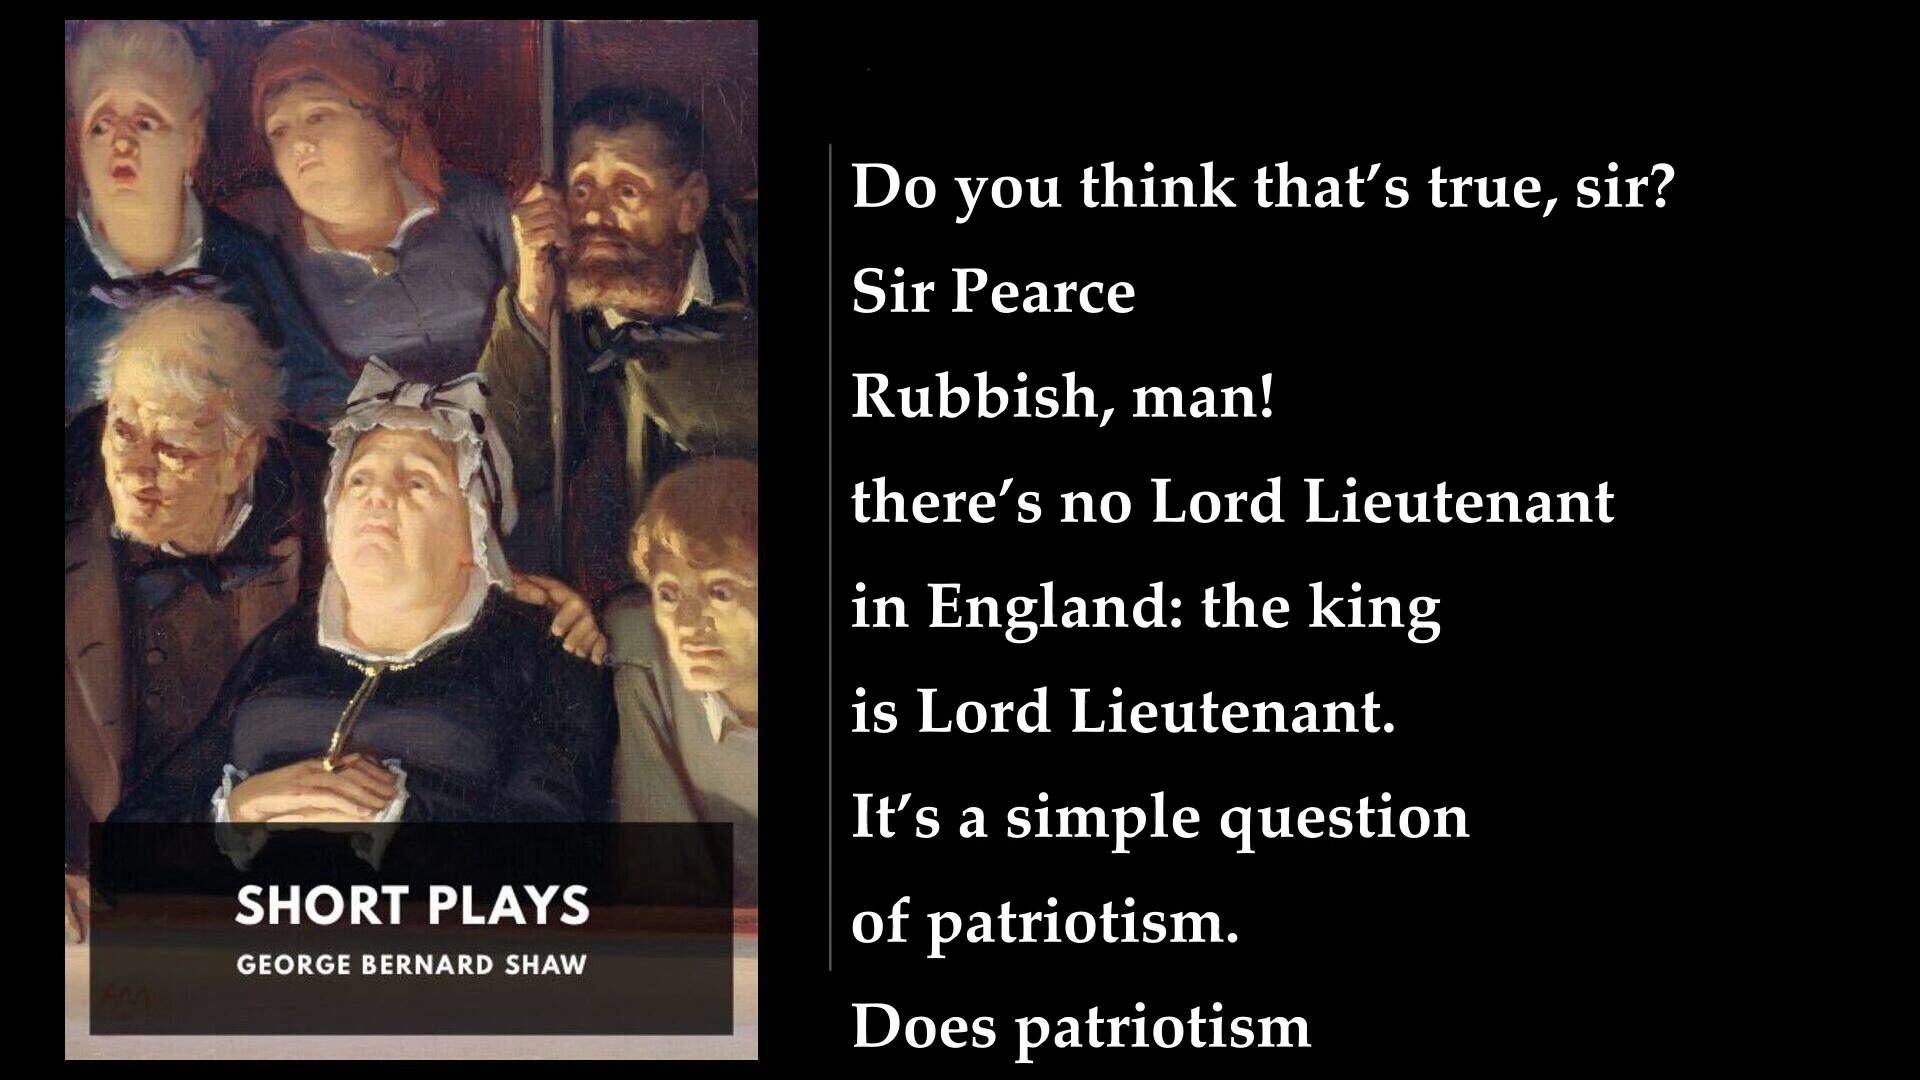 Do you think that’s true, sir?
Sir Pearce
Rubbish, man!
there’s no Lord Lieutenant
in England: the king
is Lord Lieutenant.
It’s a simple question
of patriotism.
Does patriotism
SHORT PLAYS
GEORGE BERNARD SHAW